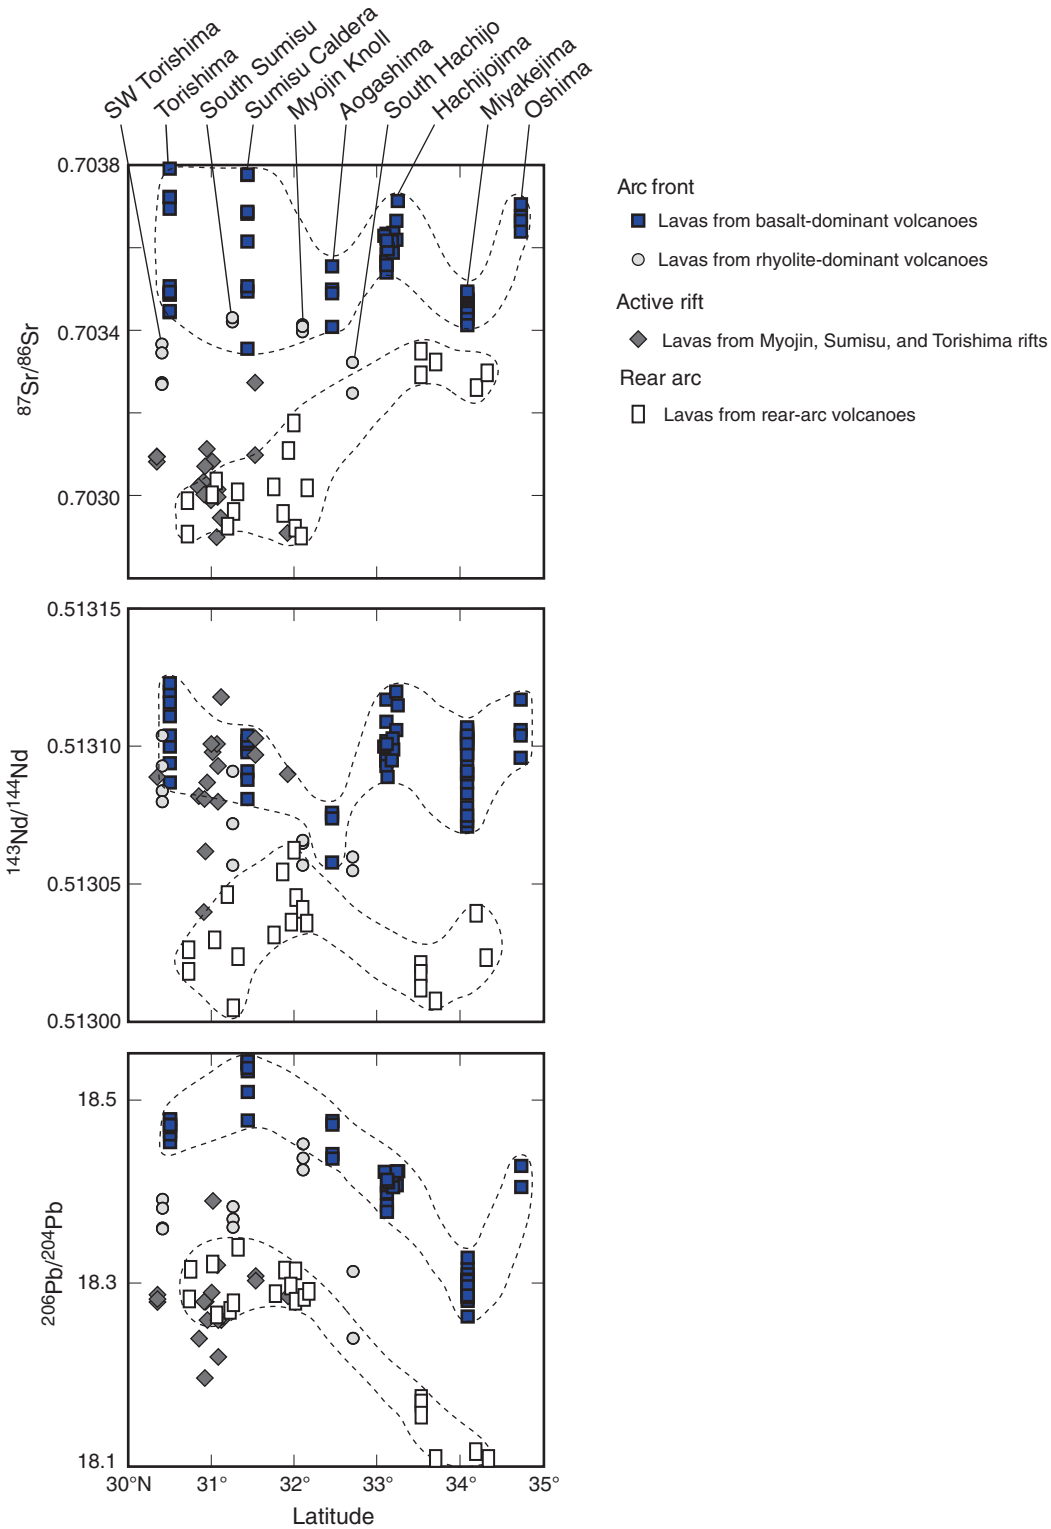 SW Torishima
Torishima
South Sumisu
Sumisu Caldera
Myojin Knoll
Aogashima
South Hachijo
Hachijojima
Miyakejima
Oshima
0.7038
0.7034
0.7030
87Sr/86Sr
Arc front
Lavas from basalt-dominant volcanoes
Lavas from rhyolite-dominant volcanoes
Active rift
Lavas from Myojin, Sumisu, and Torishima rifts
Rear arc
Lavas from rear-arc volcanoes
0.51315
0.51310
0.51305
0.51300
143Nd/144Nd
18.5
18.3
18.1
206Pb/204Pb
30°N 31° 32° 33° 34° 35°
Latitude